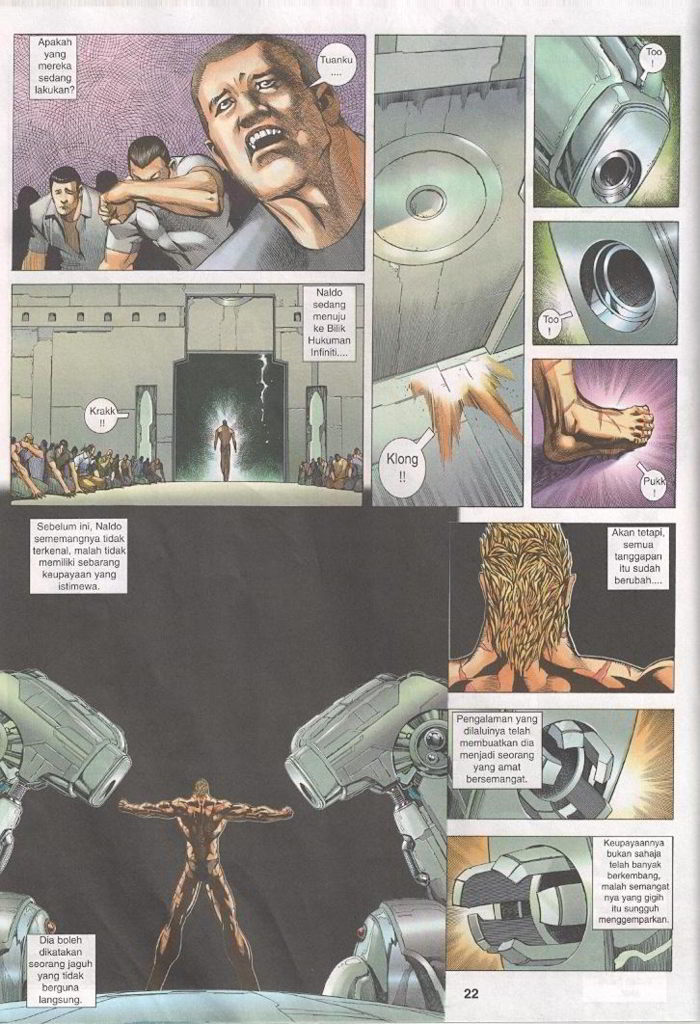 Apakah
yang
mereka
sedang
lakukan?
Tuanku
....
Too
!
Too
!
Klong
!!
Pukk
!
Naldo
sedang
menuju
ke Bilik
Hukuman
Infiniti....
Krakk
!!
Sebelum ini, Naldo
sememangnya tidak
terkenal, malah tidak
memiliki sebarang
keupayaan yang
istimewa.
Akan tetapi,
semua
tanggapan
itu sudah
berubah....
Pengalaman yang
dilaluinya telah
membuatkan dia
menjadi seorang
yang amat
bersemangat.
Keupayaannya
bukan sahaja
telah banyak
berkembang,
malah semangat
nya yang gigih
itu sungguh
menggemparkan.
Dia boleh
dikatakan
seorang jaguh
yang tidak
berguna
langsung.
22